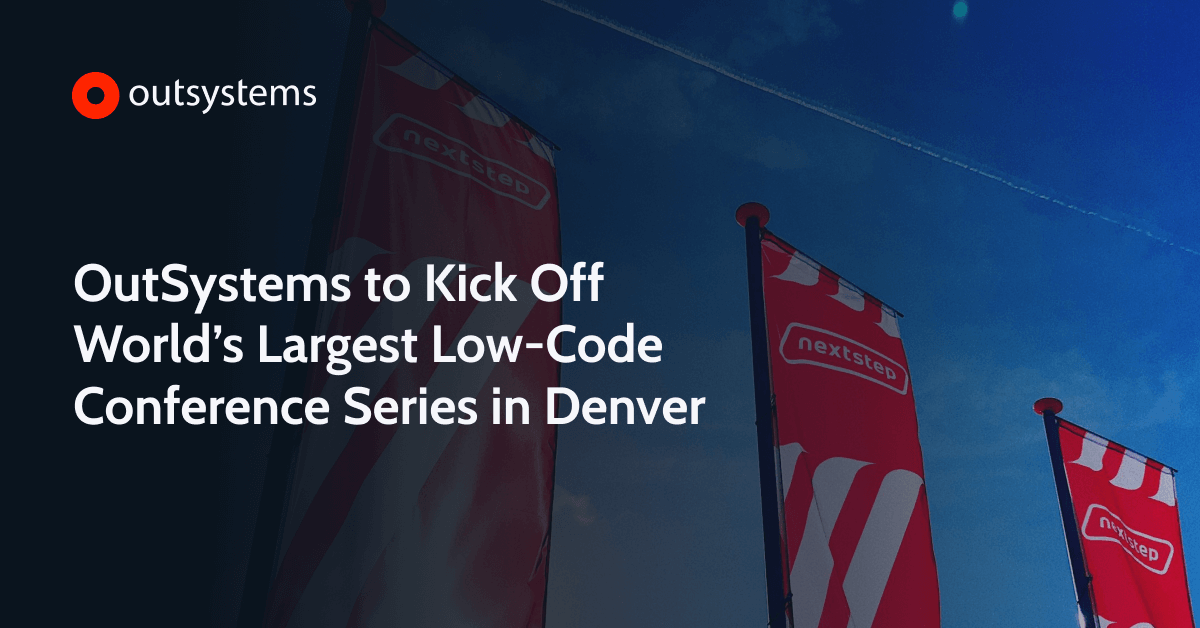 outsystems
nextstep
OutSystems to Kick Off
World’s Largest Low-Code
Conference Series in Denver
nextstep
nextstep